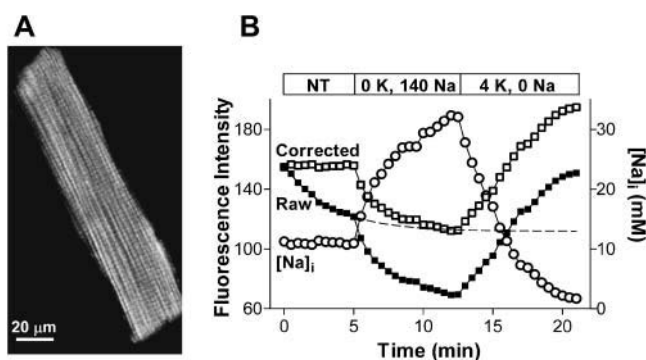 A
B
NT
0 K, 140 Na
4 K, 0 Na
Fluorescence Intensity
180
140
100
60
Corrected
Raw
[Na]i
30
20
10
0
[Na]i (mM)
0
5
10
15
20
Time (min)
20 µm